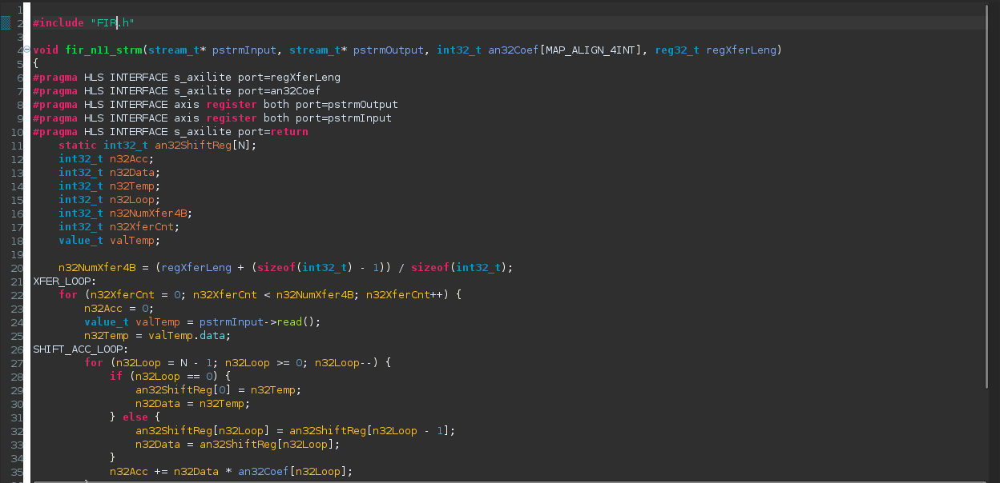 1
2 #include "FIR.h"
3
4 void fir_n11_strm(stream_t* pstrmInput, stream_t* pstrmOutput, int32_t an32Coef[MAP_ALIGN_4INT], reg32_t regXferLeng)
5 {
6 #pragma HLS INTERFACE s_axilite port=regXferLeng
7 #pragma HLS INTERFACE s_axilite port=an32Coef
8 #pragma HLS INTERFACE axis register both port=pstrmOutput
9 #pragma HLS INTERFACE axis register both port=pstrmInput
10 #pragma HLS INTERFACE s_axilite port=return
11     static int32_t an32ShiftReg[N];
12     int32_t n32Acc;
13     int32_t n32Data;
14     int32_t n32Temp;
15     int32_t n32Loop;
16     int32_t n32NumXfer4B;
17     int32_t n32XferCnt;
18     value_t valTemp;
19
20     n32NumXfer4B = (regXferLeng + (sizeof(int32_t) - 1)) / sizeof(int32_t);
21 XFER_LOOP:
22     for (n32XferCnt = 0; n32XferCnt < n32NumXfer4B; n32XferCnt++) {
23         n32Acc = 0;
24         value_t valTemp = pstrmInput->read();
25         n32Temp = valTemp.data;
26 SHIFT_ACC_LOOP:
27         for (n32Loop = N - 1; n32Loop >= 0; n32Loop--) {
28             if (n32Loop == 0) {
29                 an32ShiftReg[0] = n32Temp;
30                 n32Data = n32Temp;
31             } else {
32                 an32ShiftReg[n32Loop] = an32ShiftReg[n32Loop - 1];
33                 n32Data = an32ShiftReg[n32Loop];
34             }
35             n32Acc += n32Data * an32Coef[n32Loop];